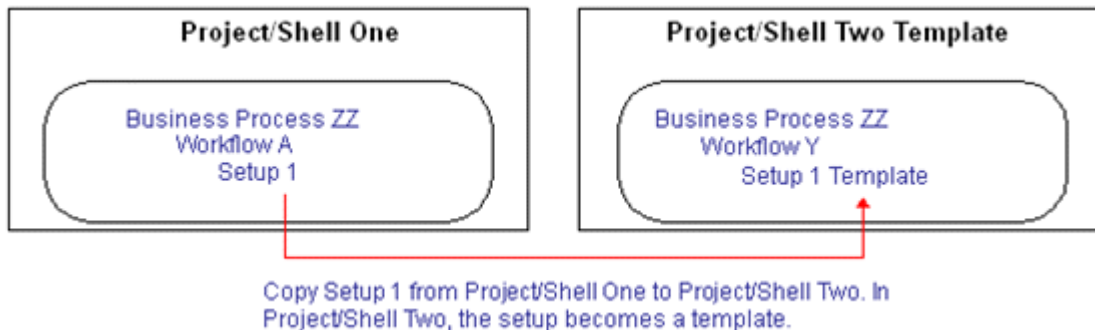 Project/Shell One
Business Process ZZ
Workflow A
Setup 1
Project/Shell Two Template
Business Process ZZ
Workflow Y
Setup 1 Template
Copy Setup 1 from Project/Shell One to Project/Shell Two. In
Project/Shell Two, the setup becomes a template.